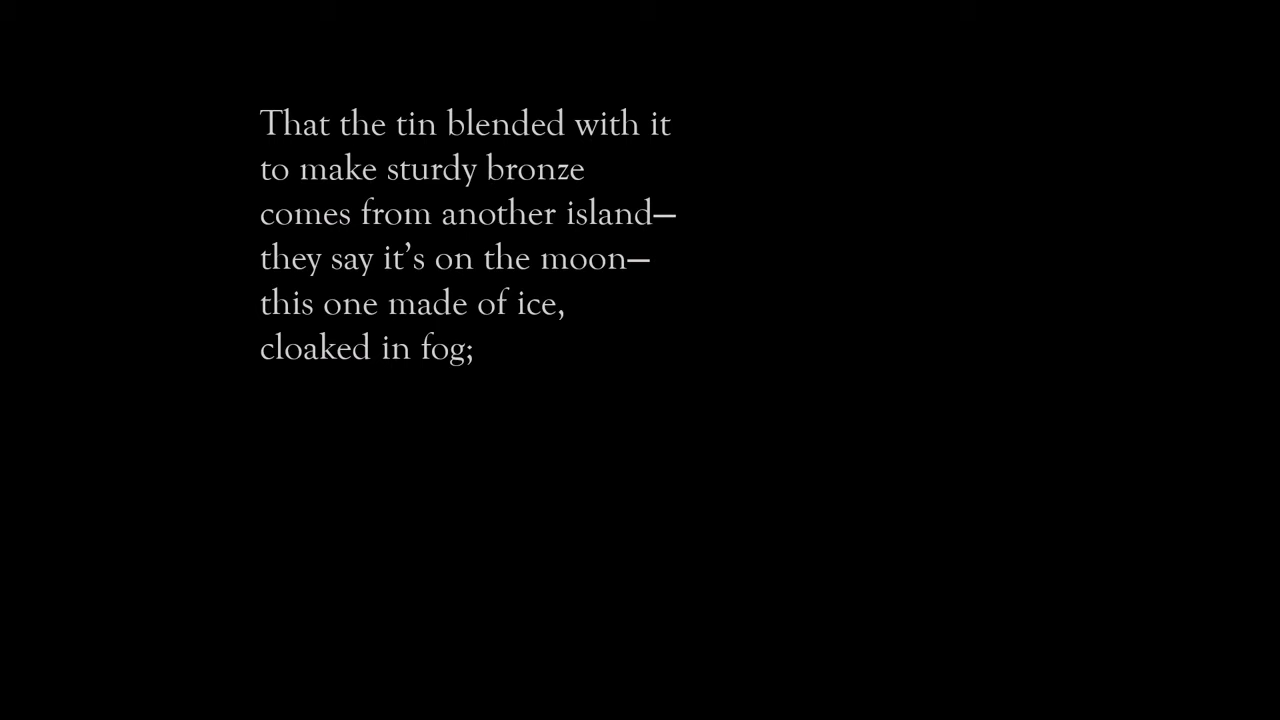 That the tin blended with it
to make sturdy bronze
comes from another island—
they say it’s on the moon—
this one made of ice,
cloaked in fog;